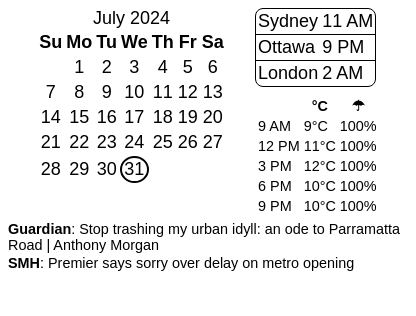 July 2024
Su Mo Tu We Th Fr Sa
1 2 3 4 5 6
7 8 9 10 11 12 13
14 15 16 17 18 19 20
21 22 23 24 25 26 27
28 29 30 31
Sydney 11 AM
Ottawa 9 PM
London 2 AM
°C ☂
9 AM 9°C 100%
12 PM 11°C 100%
3 PM 12°C 100%
6 PM 10°C 100%
9 PM 10°C 100%
Guardian: Stop trashing my urban idyll: an ode to Parramatta
Road | Anthony Morgan
SMH: Premier says sorry over delay on metro opening